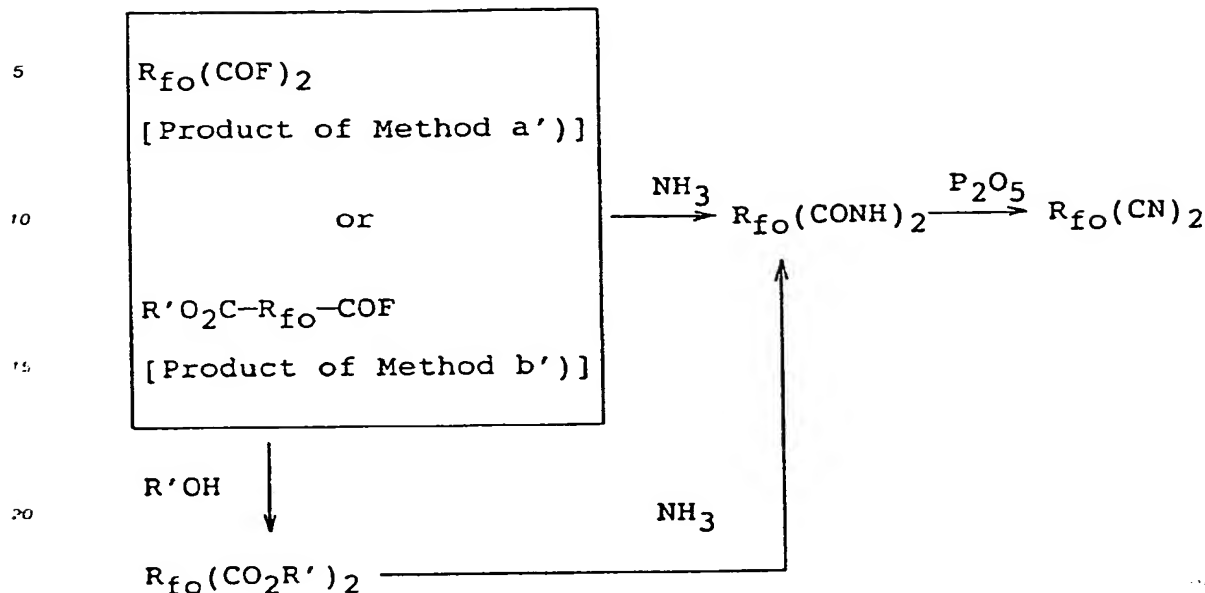 5
R_fo(COF)_2
[Product of Method a')]
10
or
NH_3
R_fo(CONH)_2
P_2O_5
R_fo(CN)_2
R'O_2C-R_fo-COF
15
[Product of Method b')]
R'OH
20
NH_3
R_fo(CO_2R')_2